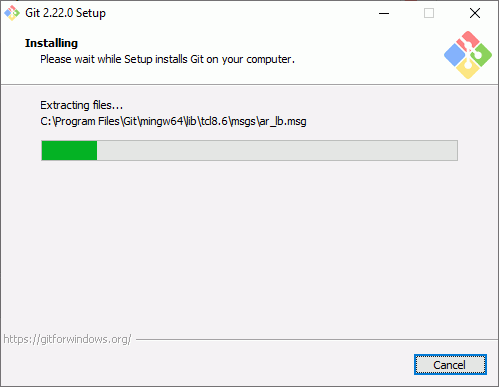 Git 2.22.0 Setup
Installing
Please wait while Setup installs Git on your computer.
Extracting files...
C:\Program Files\Git\mingw64\lib\tcl8.6\msgs\ar_lb.msg
https://gitforwindows.org/
Cancel